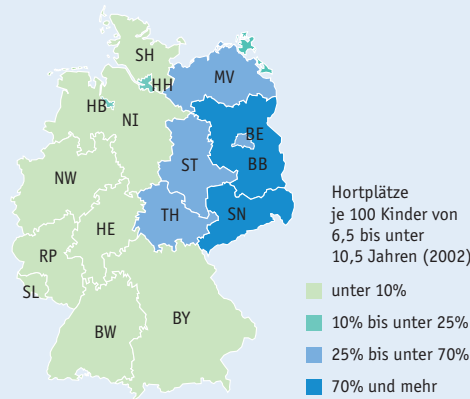 SH
MV
HH
HB
NI
BE
ST
BB
NW
TH
SN
HE
RP
SL
BW
BY
Hortplätze
je 100 Kinder von
6,5 bis unter
10,5 Jahren (2002)
unter 10%
10% bis unter 25%
25% bis unter 70%
70% und mehr